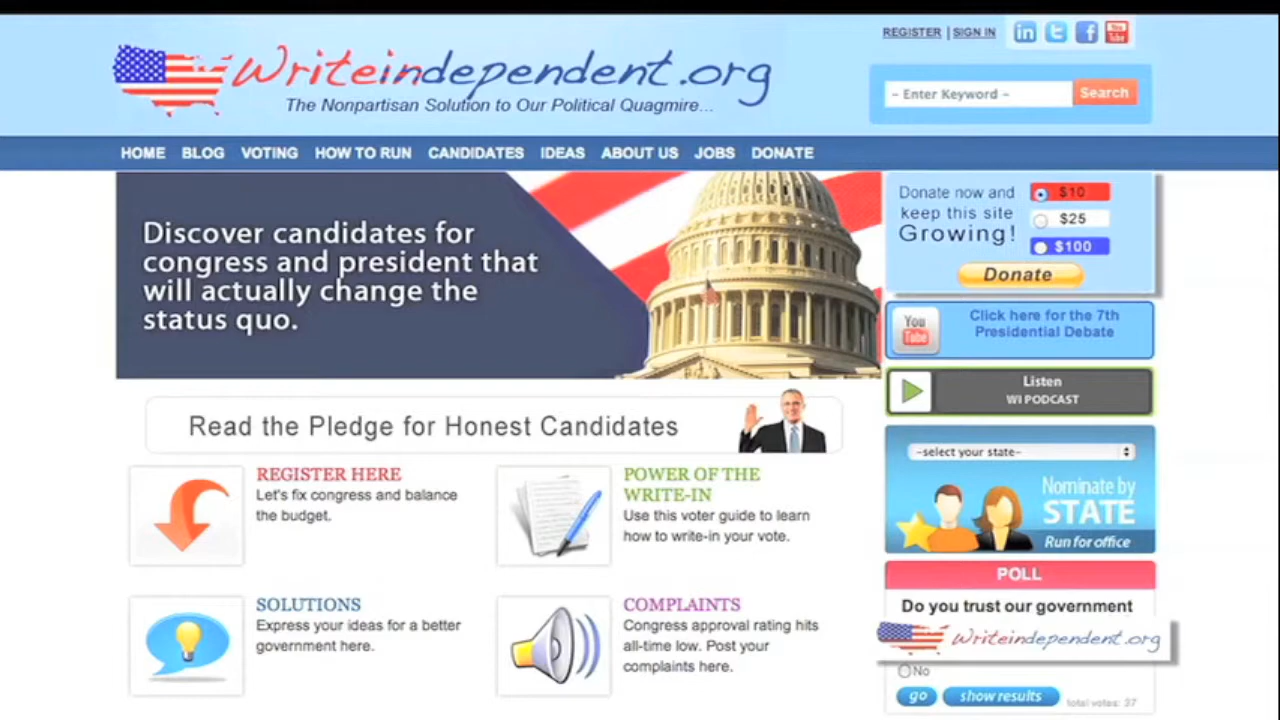 REGISTER | SIGN IN
Writeindependent.org
The Nonpartisan Solution to Our Political Quagmire...
- Enter Keyword -
Search
HOME BLOG VOTING HOW TO RUN CANDIDATES IDEAS ABOUT US JOBS DONATE
Discover candidates for
congress and president that
will actually change the
status quo.
Donate now and
keep this site
Growing!
$10
$25
$100
Donate
You
Tube
Click here for the 7th
Presidential Debate
Listen
WI PODCAST
Read the Pledge for Honest Candidates
REGISTER HERE
Let's fix congress and balance
the budget.
POWER OF THE
WRITE-IN
Use this voter guide to learn
how to write-in your vote.
-select your state-
Nominate by
STATE
Run for office
SOLUTIONS
Express your ideas for a better
government here.
COMPLAINTS
Congress approval rating hits
all-time low. Post your
complaints here.
POLL
Do you trust our government
Writeindependent.org
No
go
show results
total votes: 37